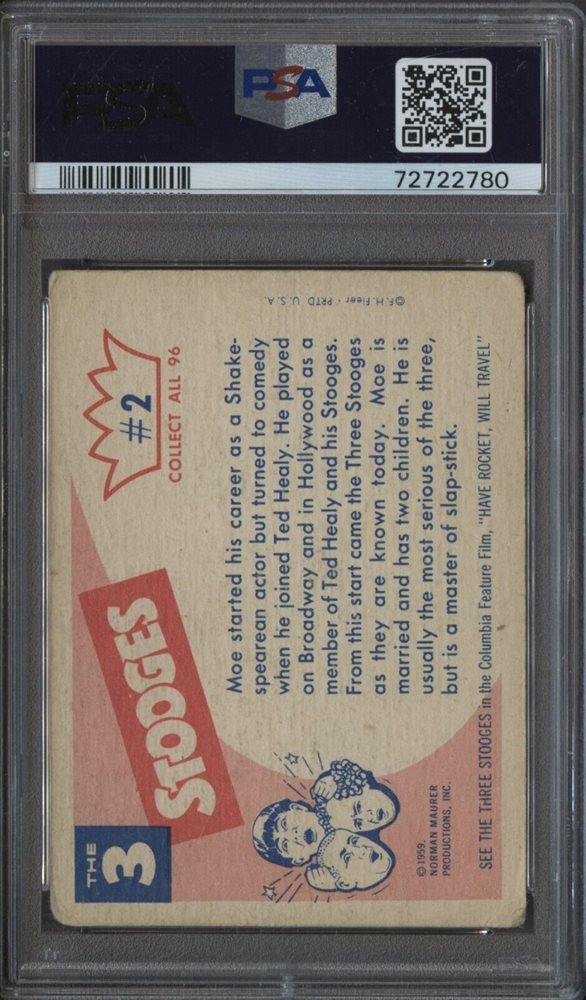 PSA
PSA
72722780
THE
3
STOOGES
#2
COLLECT ALL 96
Moe started his career as a Shake-
spearean actor but turned to comedy
when he joined Ted Healy. He played
on Broadway and in Hollywood as a
member of Ted Healy and his Stooges.
From this start came the Three Stooges
as they are known today. Moe is
married and has two children. He is
usually the most serious of the three,
but is a master of slap-stick.
©F.H.Fleer · PRTD U.S.A.
© 1959,
NORMAN MAURER
PRODUCTIONS, INC.
SEE THE THREE STOOGES in the Columbia Feature Film, "HAVE ROCKET, WILL TRAVEL"